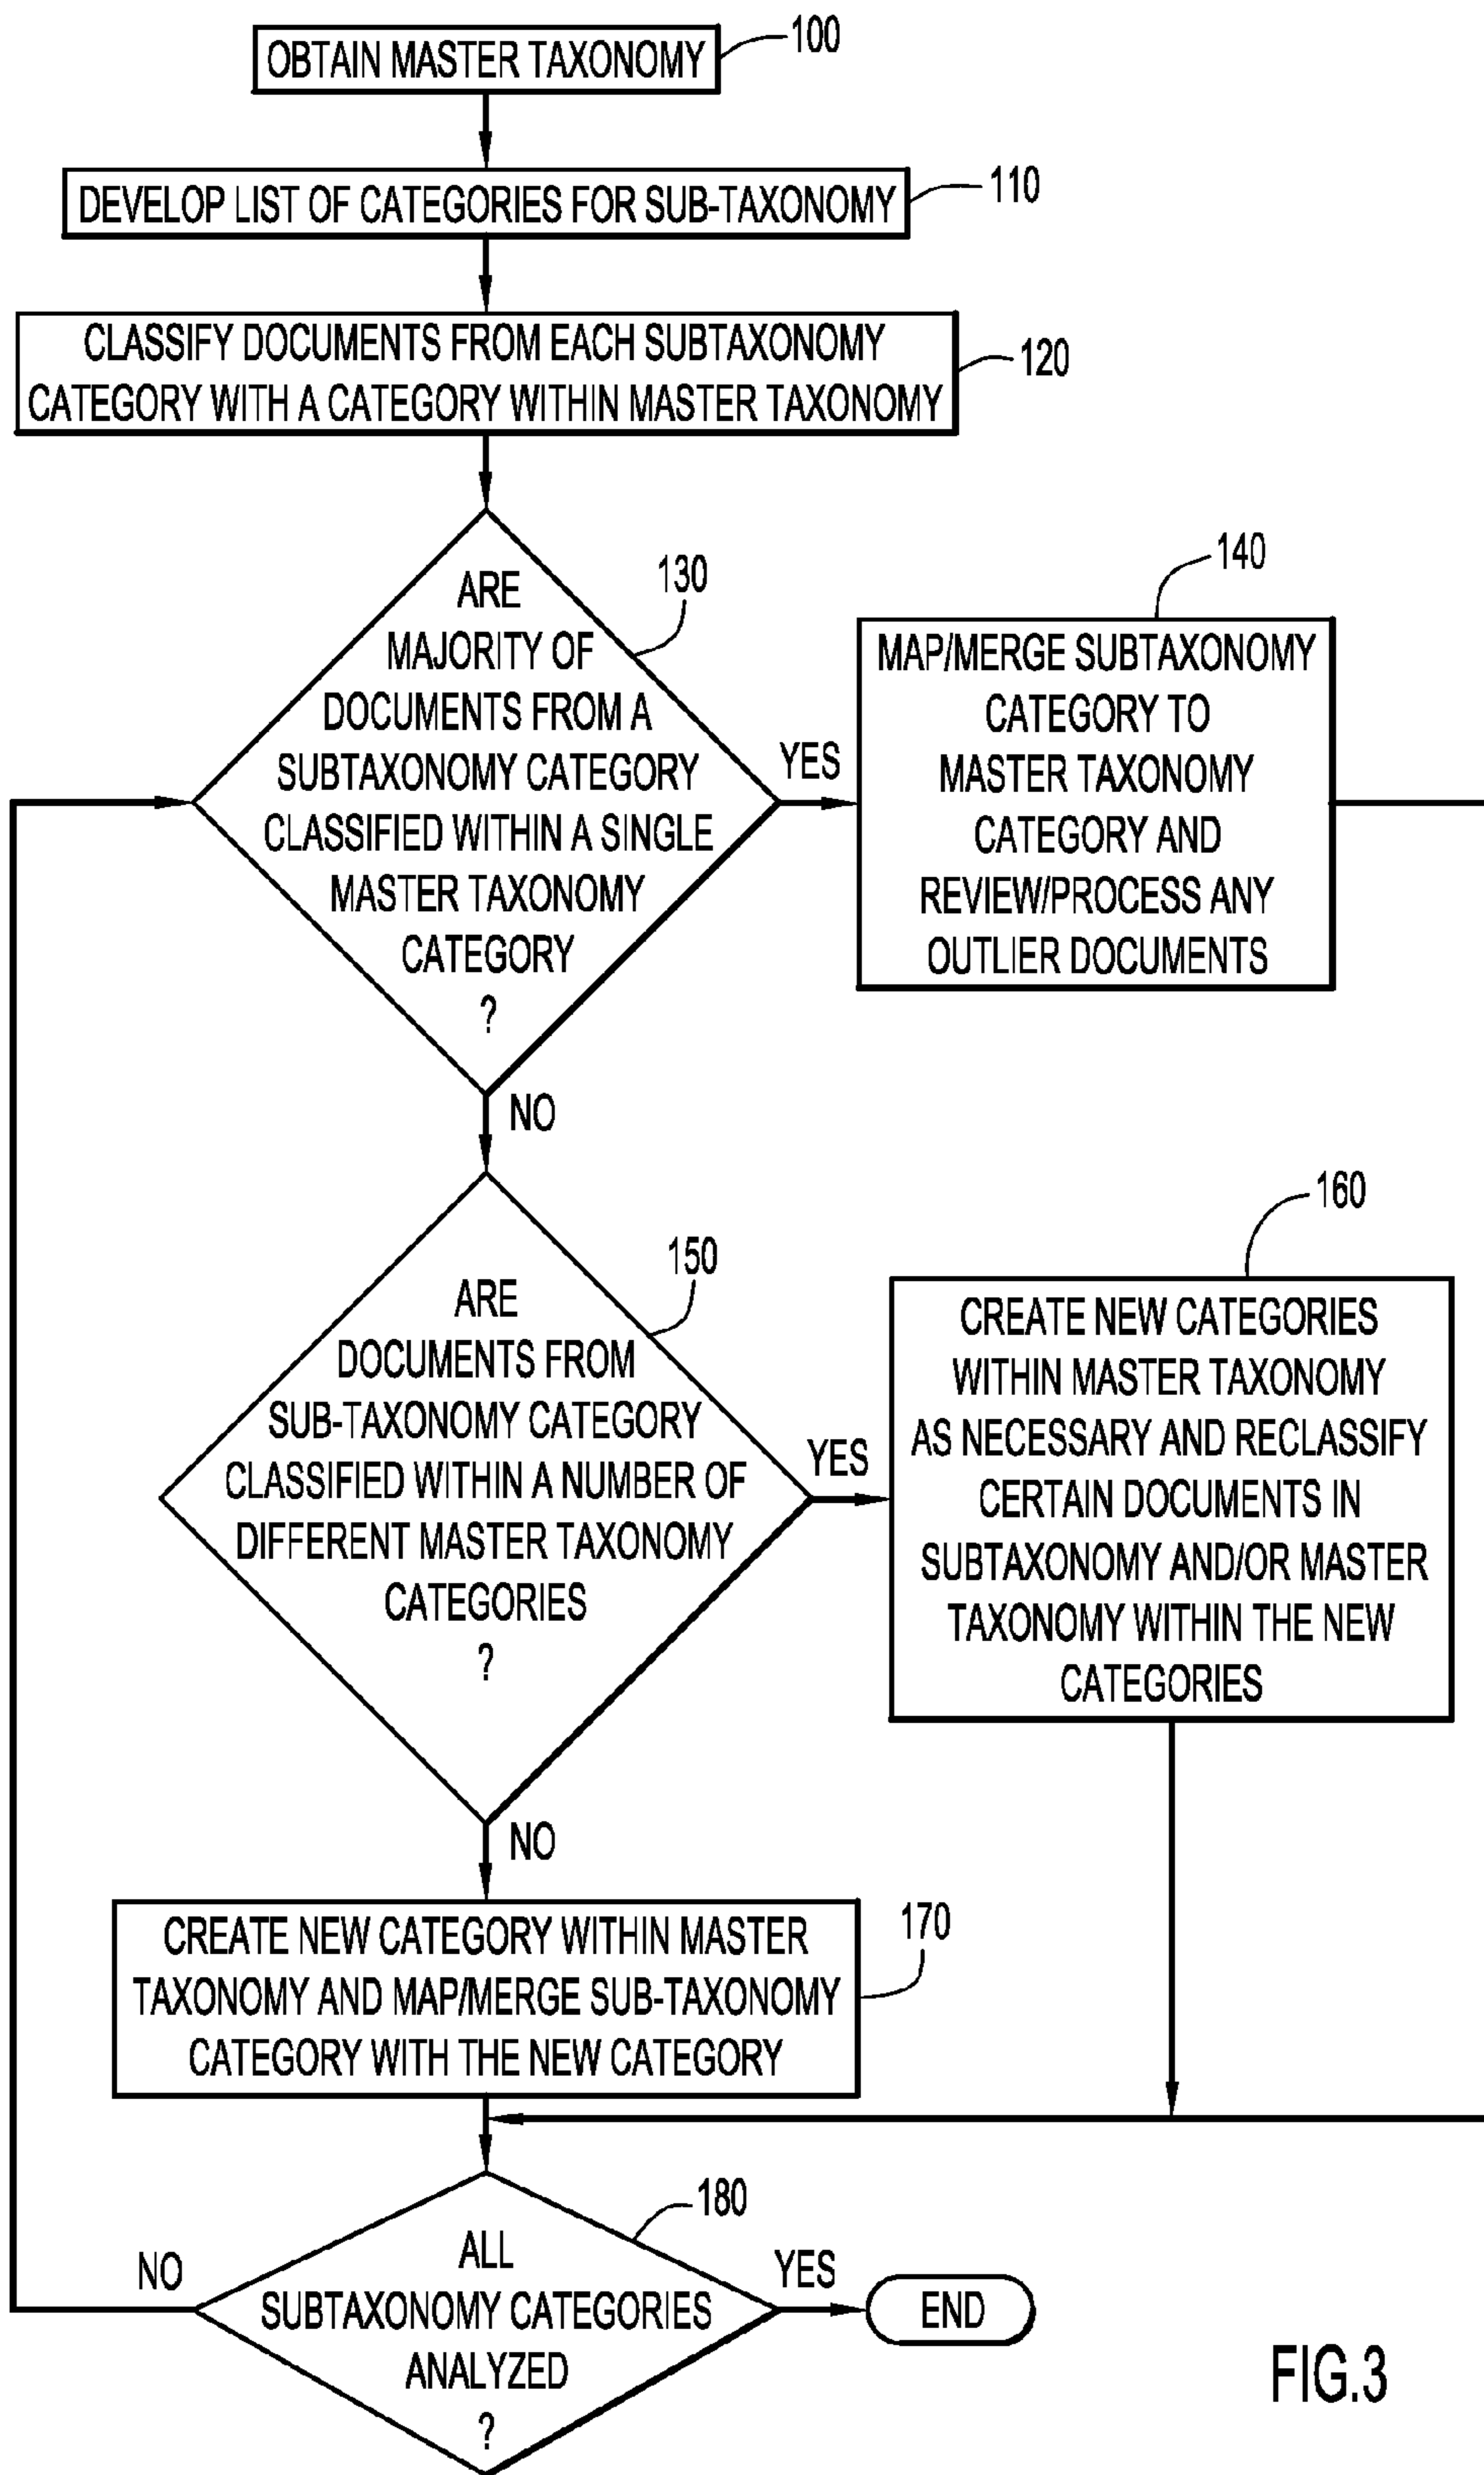 OBTAIN MASTER TAXONOMY
100
DEVELOP LIST OF CATEGORIES FOR SUB-TAXONOMY
110
CLASSIFY DOCUMENTS FROM EACH SUBTAXONOMY
CATEGORY WITH A CATEGORY WITHIN MASTER TAXONOMY
120
ARE
MAJORITY OF
DOCUMENTS FROM A
SUBTAXONOMY CATEGORY
CLASSIFIED WITHIN A SINGLE
MASTER TAXONOMY
CATEGORY
?
130
YES
NO
MAP/MERGE SUBTAXONOMY
CATEGORY TO
MASTER TAXONOMY
CATEGORY AND
REVIEW/PROCESS ANY
OUTLIER DOCUMENTS
140
ARE
DOCUMENTS FROM
SUB-TAXONOMY CATEGORY
CLASSIFIED WITHIN A NUMBER OF
DIFFERENT MASTER TAXONOMY
CATEGORIES
?
150
YES
NO
CREATE NEW CATEGORIES
WITHIN MASTER TAXONOMY
AS NECESSARY AND RECLASSIFY
CERTAIN DOCUMENTS IN
SUBTAXONOMY AND/OR MASTER
TAXONOMY WITHIN THE NEW
CATEGORIES
160
CREATE NEW CATEGORY WITHIN MASTER
TAXONOMY AND MAP/MERGE SUB-TAXONOMY
CATEGORY WITH THE NEW CATEGORY
170
ALL
SUBTAXONOMY CATEGORIES
ANALYZED
?
180
NO
YES
END
FIG.3